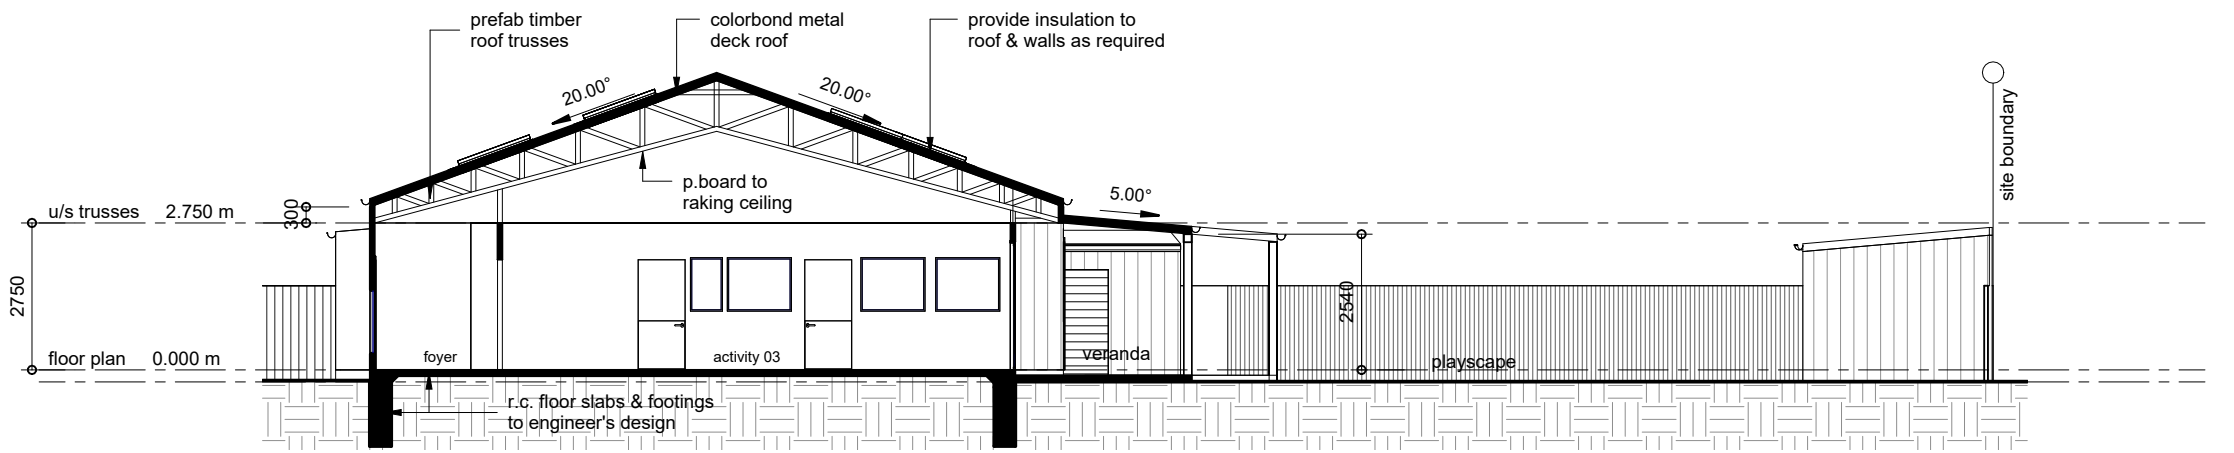 prefab timber
roof trusses
colorbond metal
deck roof
provide insulation to
roof & walls as required
20.00°
20.00°
site boundary
p.board to
raking ceiling
5.00°
u/s trusses 2.750 m
300
2750
2540
floor plan 0.000 m
foyer
activity 03
veranda
playscape
r.c. floor slabs & footings
to engineer's design